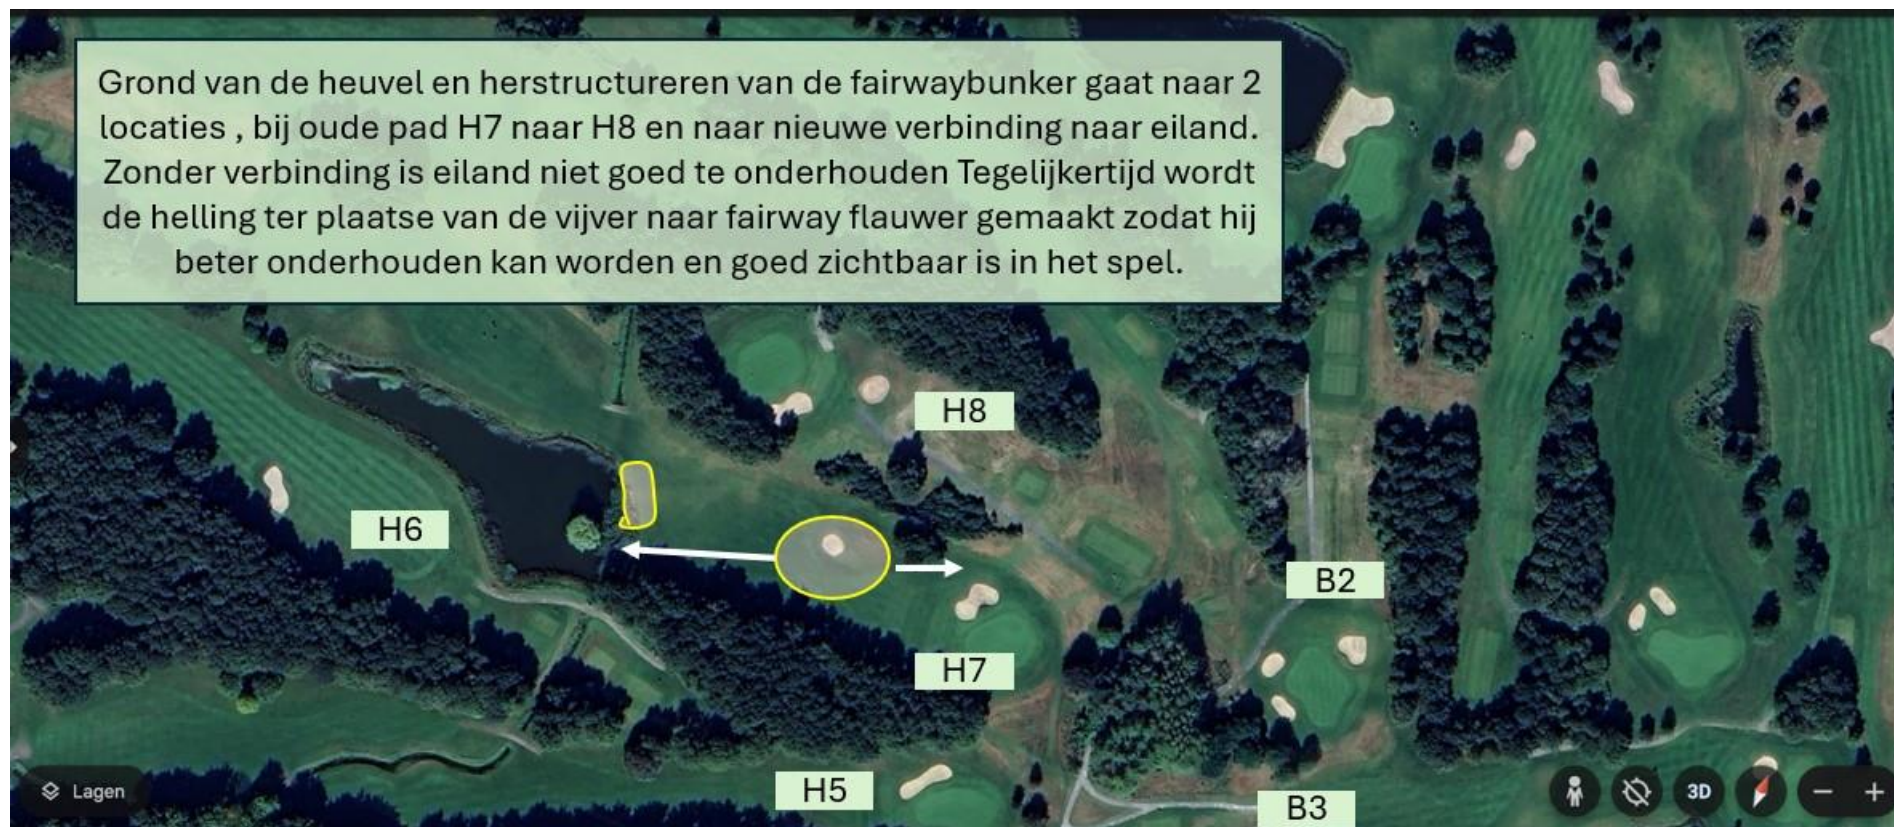 Grond van de heuvel en herstructureren van de fairwaybunker gaat naar 2
locaties , bij oude pad H7 naar H8 en naar nieuwe verbinding naar eiland.
Zonder verbinding is eiland niet goed te onderhouden Tegelijkertijd wordt
de helling ter plaatse van de vijver naar fairway flauwer gemaakt zodat hij
beter onderhouden kan worden en goed zichtbaar is in het spel.
H8
H6
B2
H7
H5
B3
Lagen
3D